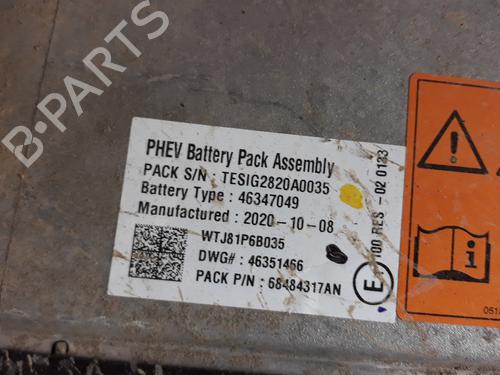 PHEV Battery Pack Assembly
PACK S/N : TESIG2820A0035
Battery Type : 46347049
Manufactured : 2020-10-08
WTJ81P6B035
DWG# : 46351466
PACK P/N : 68484317AN
E
100 RES - 02 0133
i
B-PARTS